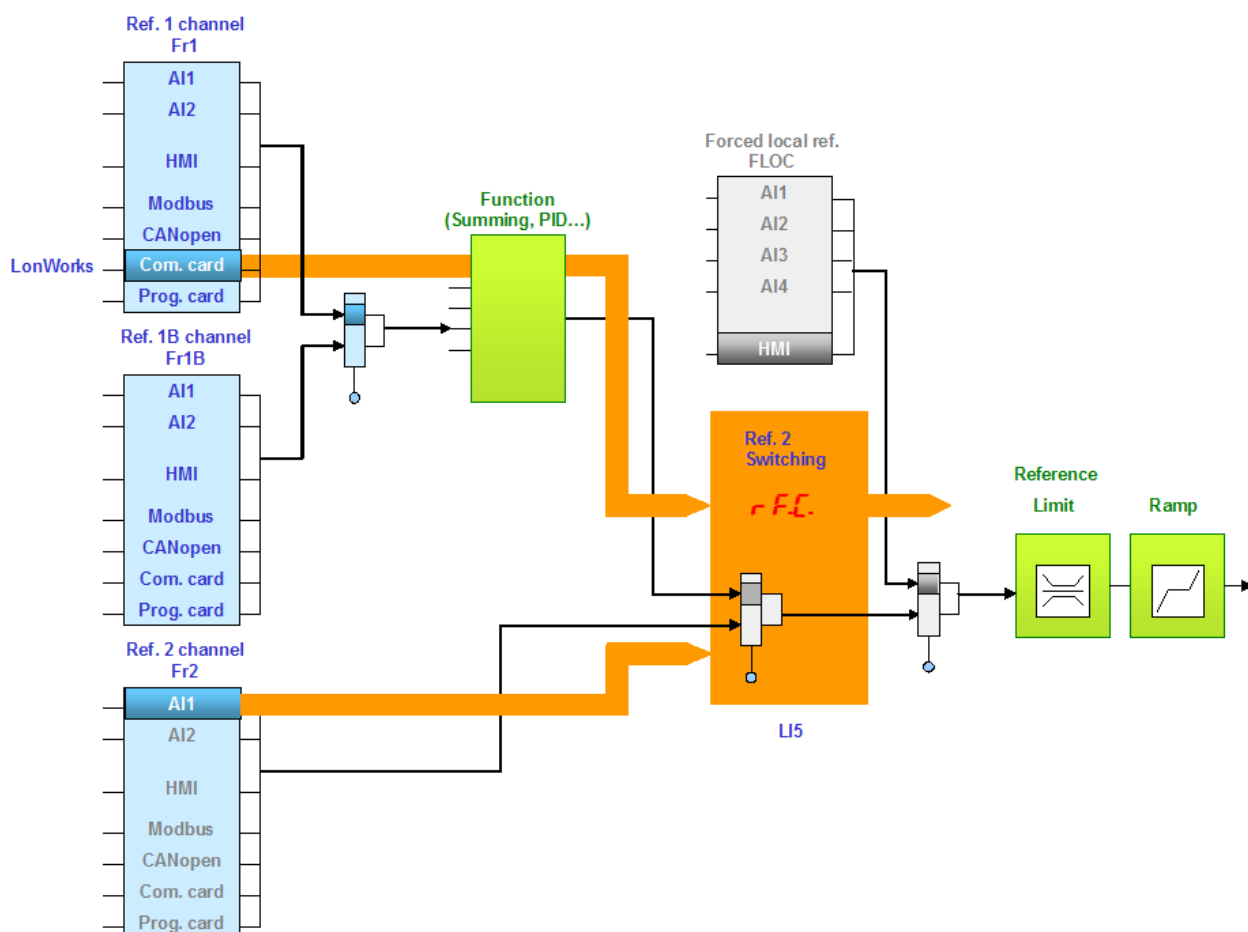 Ref. 1 channel
Fr1
AI1
AI2
HMI
Modbus
CANopen
LonWorks
Com. card
Prog. card
Ref. 1B channel
Fr1B
AI1
AI2
HMI
Modbus
CANopen
Com. card
Prog. card
Ref. 2 channel
Fr2
AI1
AI2
HMI
Modbus
CANopen
Com. card
Prog. card
Function
(Summing, PID...)
Forced local ref.
FLOC
AI1
AI2
AI3
AI4
HMI
Ref. 2
Switching
rF.C.
LI5
Reference
Limit
Ramp